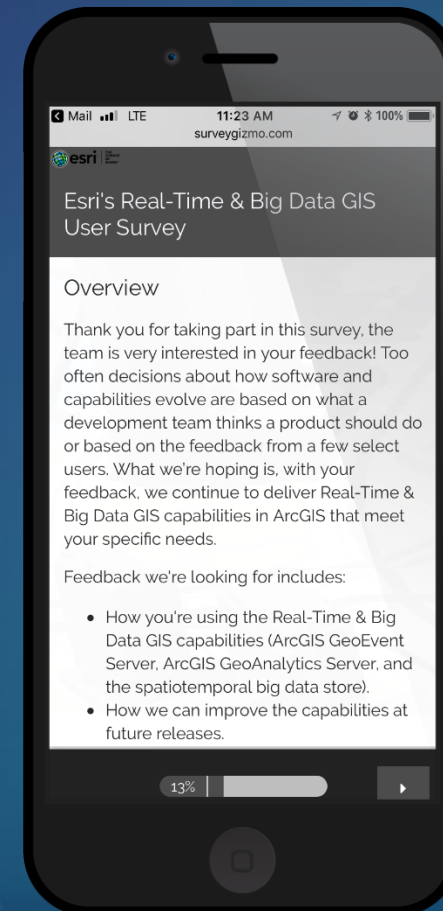 Mail LTE 11:23 AM 100%
surveygizmo.com
esri
Esri's Real-Time & Big Data GIS
User Survey
Overview
Thank you for taking part in this survey, the
team is very interested in your feedback! Too
often decisions about how software and
capabilities evolve are based on what a
development team thinks a product should do
or based on the feedback from a few select
users. What we're hoping is, with your
feedback, we continue to deliver Real-Time &
Big Data GIS capabilities in ArcGIS that meet
your specific needs.
Feedback we're looking for includes:
• How you're using the Real-Time & Big
Data GIS capabilities (ArcGIS GeoEvent
Server, ArcGIS GeoAnalytics Server, and
the spatiotemporal big data store).
• How we can improve the capabilities at
future releases.
13%